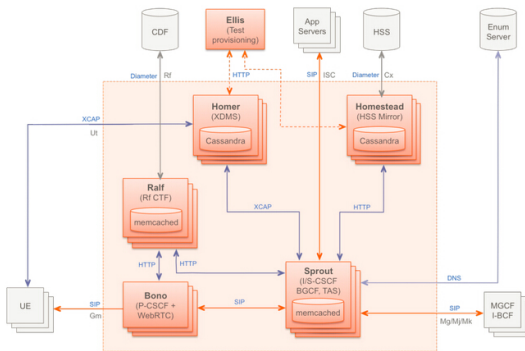 CDF
Ellis
(Test
provisioning)
App
Servers
HSS
Enum
Server
Diameter Rf
HTTP
SIP ISC
Diameter Cx
XCAP
Ut
Homer
(XDMS)
Cassandra
Homestead
(HSS Mirror)
Cassandra
Ralf
(Rf CTF)
memcached
XCAP
HTTP
HTTP
HTTP
Sprout
(I/S-CSCF
BGCF, TAS)
memcached
DNS
UE
SIP
Gm
Bono
(P-CSCF +
WebRTC)
SIP
SIP
Mg/Mj/Mk
MGCF
I-BCF